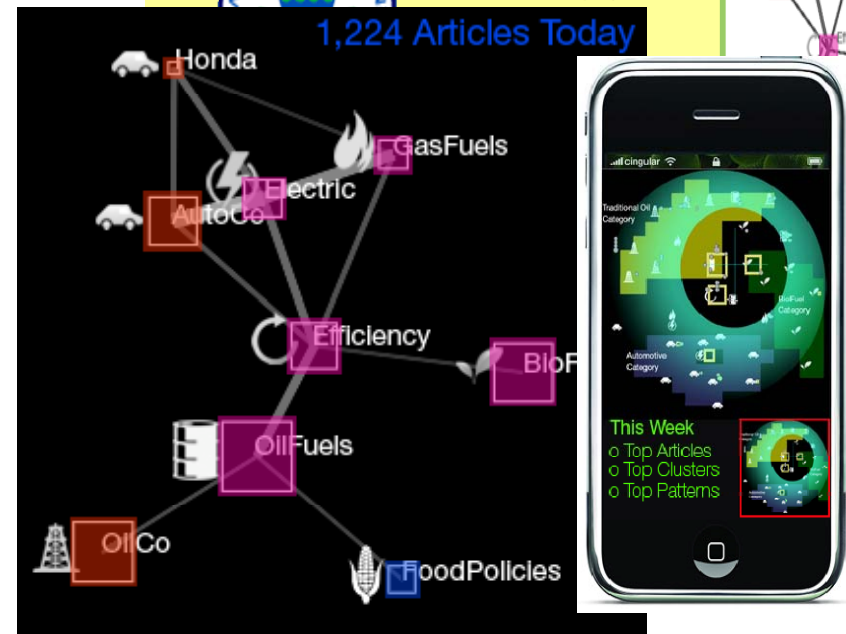 1,224 Articles Today
Honda
GasFuels
Electric
AutoCo
Efficiency
BioF
OilFuels
OilCo
FoodPolicies
cingular
Traditional Oil
Category
BioFuel
Category
Automotive
Category
This Week
o Top Articles
o Top Clusters
o Top Patterns